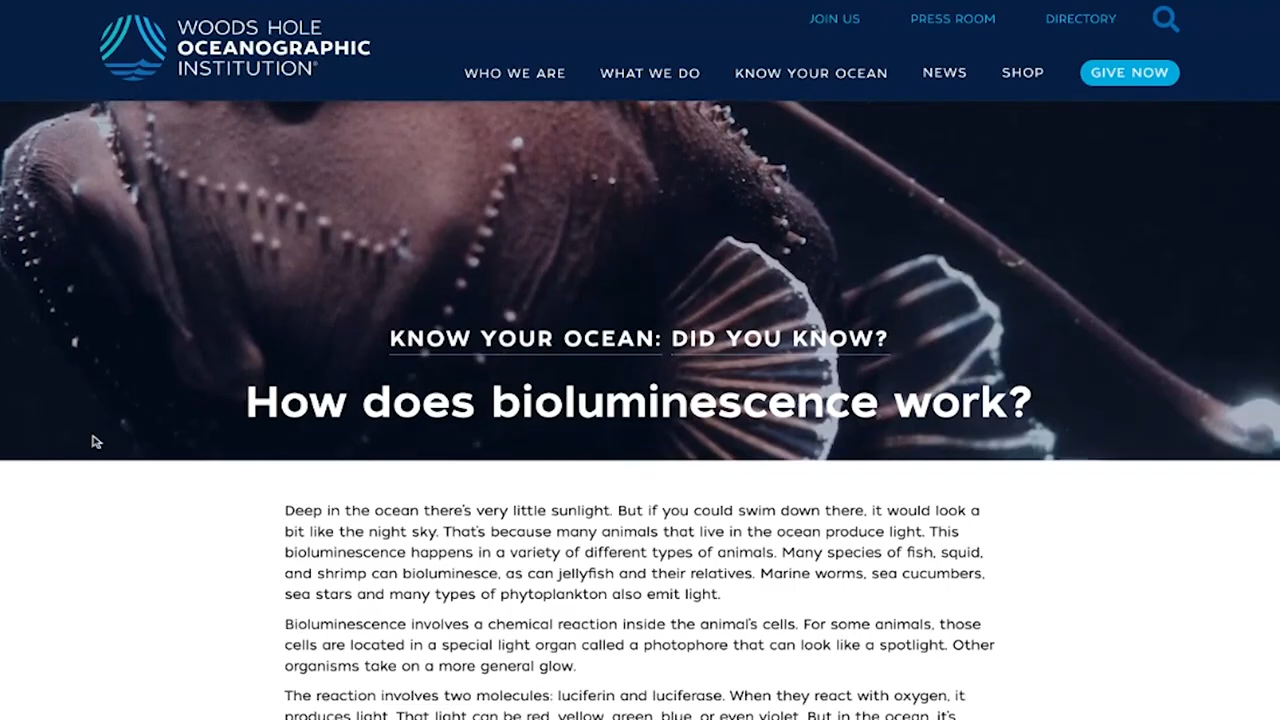 WOODS HOLE
OCEANOGRAPHIC
INSTITUTION®
JOIN US PRESS ROOM DIRECTORY
WHO WE ARE WHAT WE DO KNOW YOUR OCEAN NEWS SHOP GIVE NOW
KNOW YOUR OCEAN: DID YOU KNOW?
How does bioluminescence work?
Deep in the ocean there's very little sunlight. But if you could swim down there, it would look a
bit like the night sky. That's because many animals that live in the ocean produce light. This
bioluminescence happens in a variety of different types of animals. Many species of fish, squid,
and shrimp can bioluminesce, as can jellyfish and their relatives. Marine worms, sea cucumbers,
sea stars and many types of phytoplankton also emit light.
Bioluminescence involves a chemical reaction inside the animal's cells. For some animals, those
cells are located in a special light organ called a photophore that can look like a spotlight. Other
organisms take on a more general glow.
The reaction involves two molecules: luciferin and luciferase. When they react with oxygen, it
produces light. That light can be red, yellow, green, blue, or even violet. But in the ocean, it's